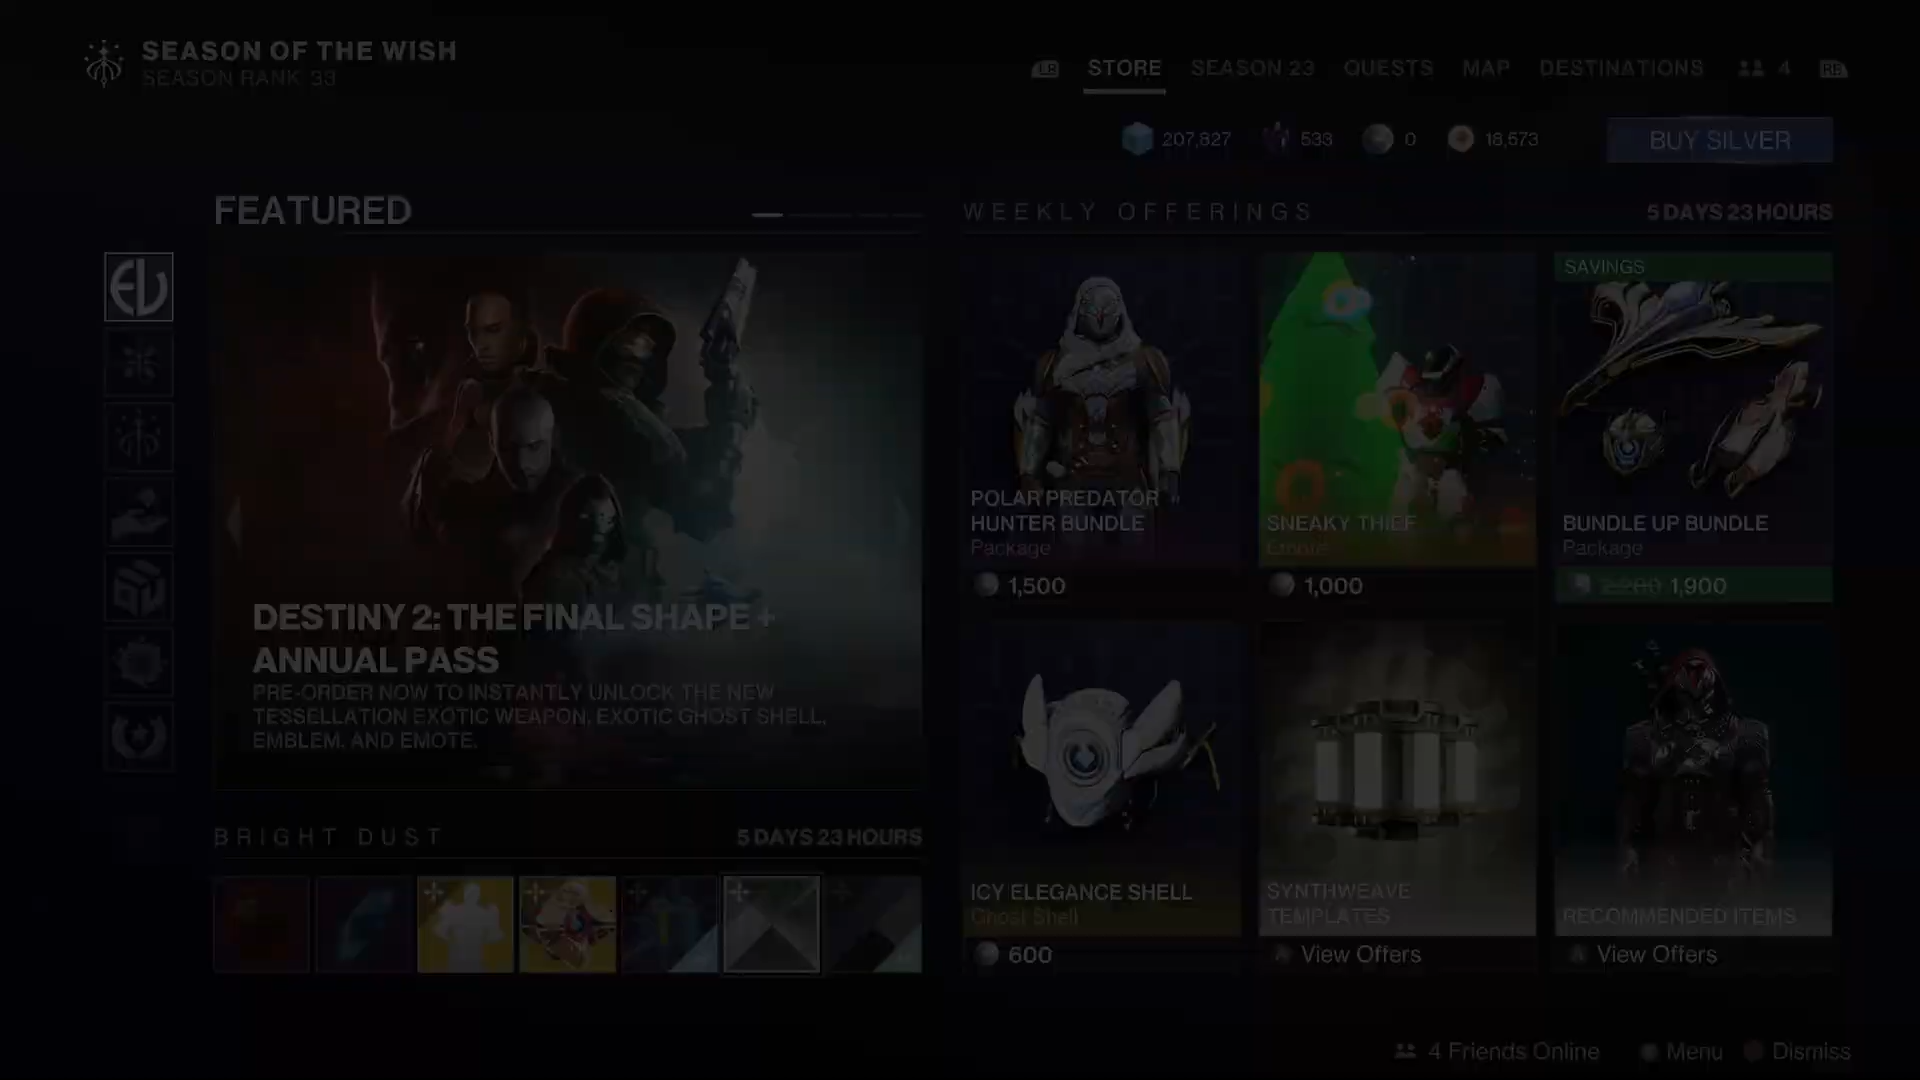 SEASON OF THE WISH
SEASON RANK 33
LB STORE SEASON 23 QUESTS MAP DESTINATIONS 4 RB
207,827 533 0 18,573 BUY SILVER
FEATURED
DESTINY 2: THE FINAL SHAPE +
ANNUAL PASS
PRE-ORDER NOW TO INSTANTLY UNLOCK THE NEW
TESSELLATION EXOTIC WEAPON, EXOTIC GHOST SHELL,
EMBLEM, AND EMOTE.
BRIGHT DUST 5 DAYS 23 HOURS
WEEKLY OFFERINGS 5 DAYS 23 HOURS
POLAR PREDATOR
HUNTER BUNDLE
Package
1,500
SNEAKY THIEF
Emote
1,000
SAVINGS
BUNDLE UP BUNDLE
Package
1,900
ICY ELEGANCE SHELL
Ghost Shell
600
SYNTHWEAVE
TEMPLATES
View Offers
RECOMMENDED ITEMS
View Offers
4 Friends Online Menu Dismiss